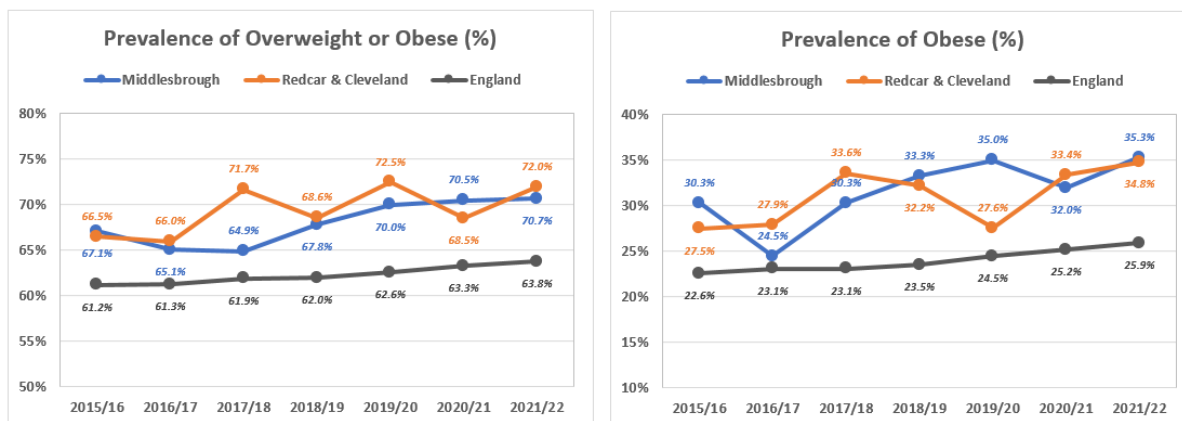 Prevalence of Overweight or Obese (%)
Middlesbrough Redcar & Cleveland England
80%
75%
70%
65%
60%
55%
50%
66.5% 66.0% 71.7% 68.6% 72.5% 68.5% 72.0%
67.1% 65.1% 64.9% 67.8% 70.0% 70.5% 70.7%
61.2% 61.3% 61.9% 62.0% 62.6% 63.3% 63.8%
2015/16 2016/17 2017/18 2018/19 2019/20 2020/21 2021/22
Prevalence of Obese (%)
Middlesbrough Redcar & Cleveland England
40%
35%
30%
25%
20%
15%
10%
30.3% 24.5% 30.3% 33.3% 35.0% 32.0% 35.3%
27.5% 27.9% 33.6% 32.2% 27.6% 33.4% 34.8%
22.6% 23.1% 23.1% 23.5% 24.5% 25.2% 25.9%
2015/16 2016/17 2017/18 2018/19 2019/20 2020/21 2021/22